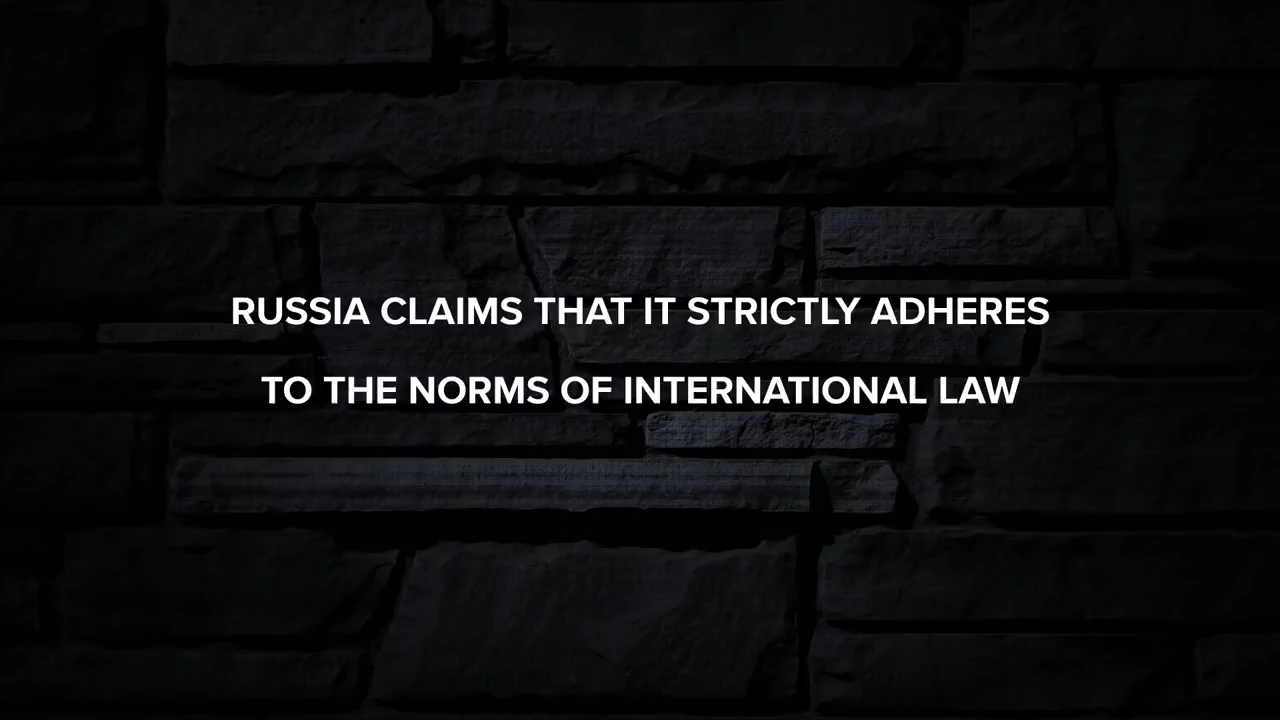 RUSSIA CLAIMS THAT IT STRICTLY ADHERES
TO THE NORMS OF INTERNATIONAL LAW